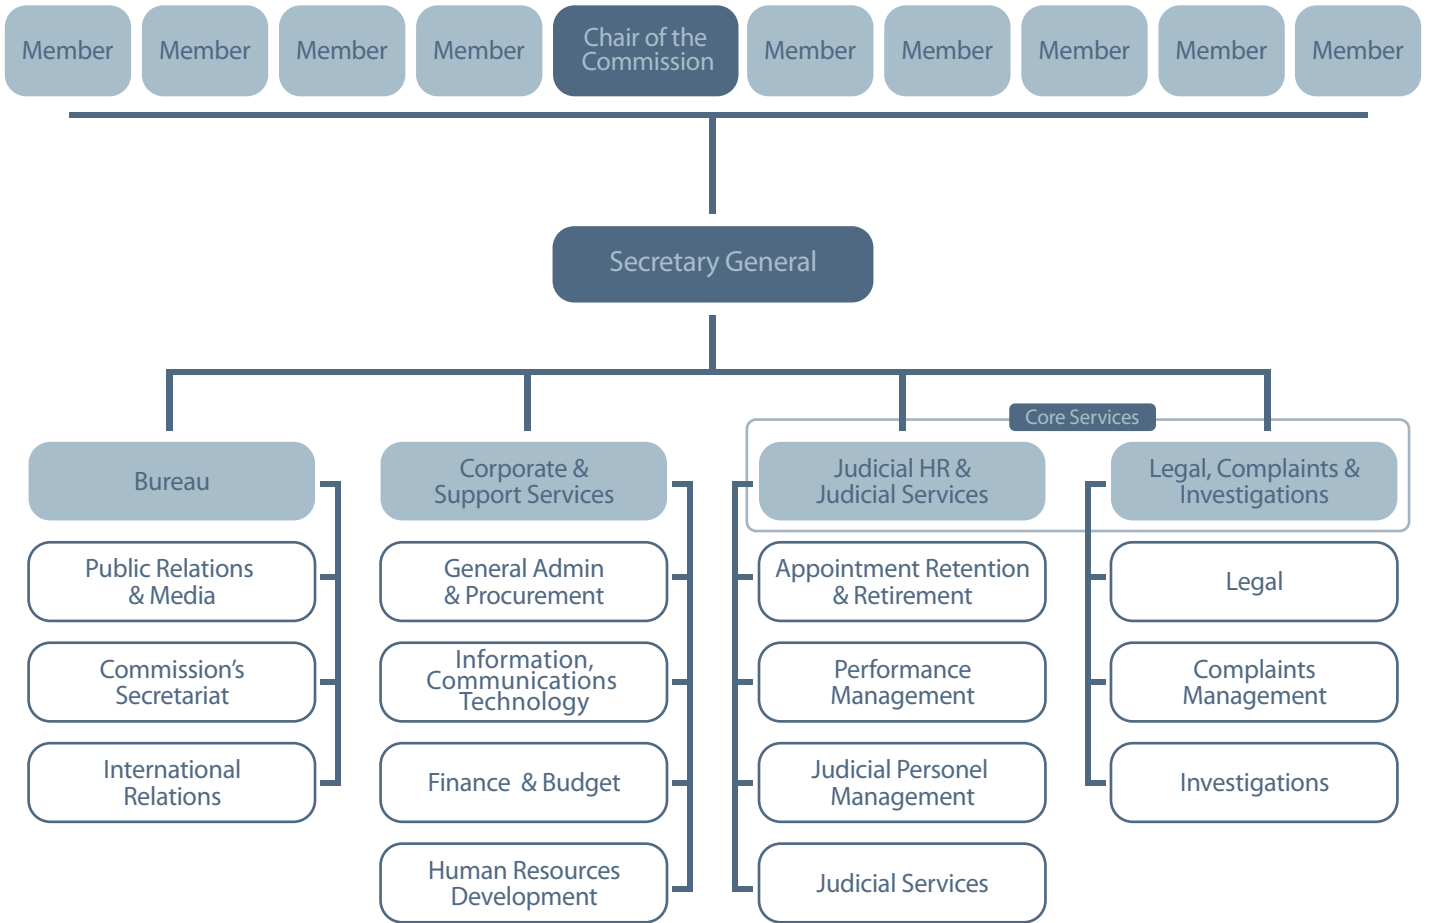 Member
Member
Member
Member
Chair of the
Commission
Member
Member
Member
Member
Member
Secretary General
Core Services
Bureau
Corporate &
Support Services
Judicial HR &
Judicial Services
Legal, Complaints &
Investigations
Public Relations
& Media
General Admin
& Procurement
Appointment Retention
& Retirement
Legal
Commission’s
Secretariat
Information,
Communications
Technology
Performance
Management
Complaints
Management
International
Relations
Finance & Budget
Judicial Personel
Management
Investigations
Human Resources
Development
Judicial Services